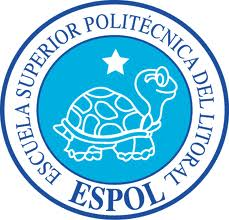 ESCUELA SUPERIOR POLITÉCNICA DEL LITORAL
ESPOL